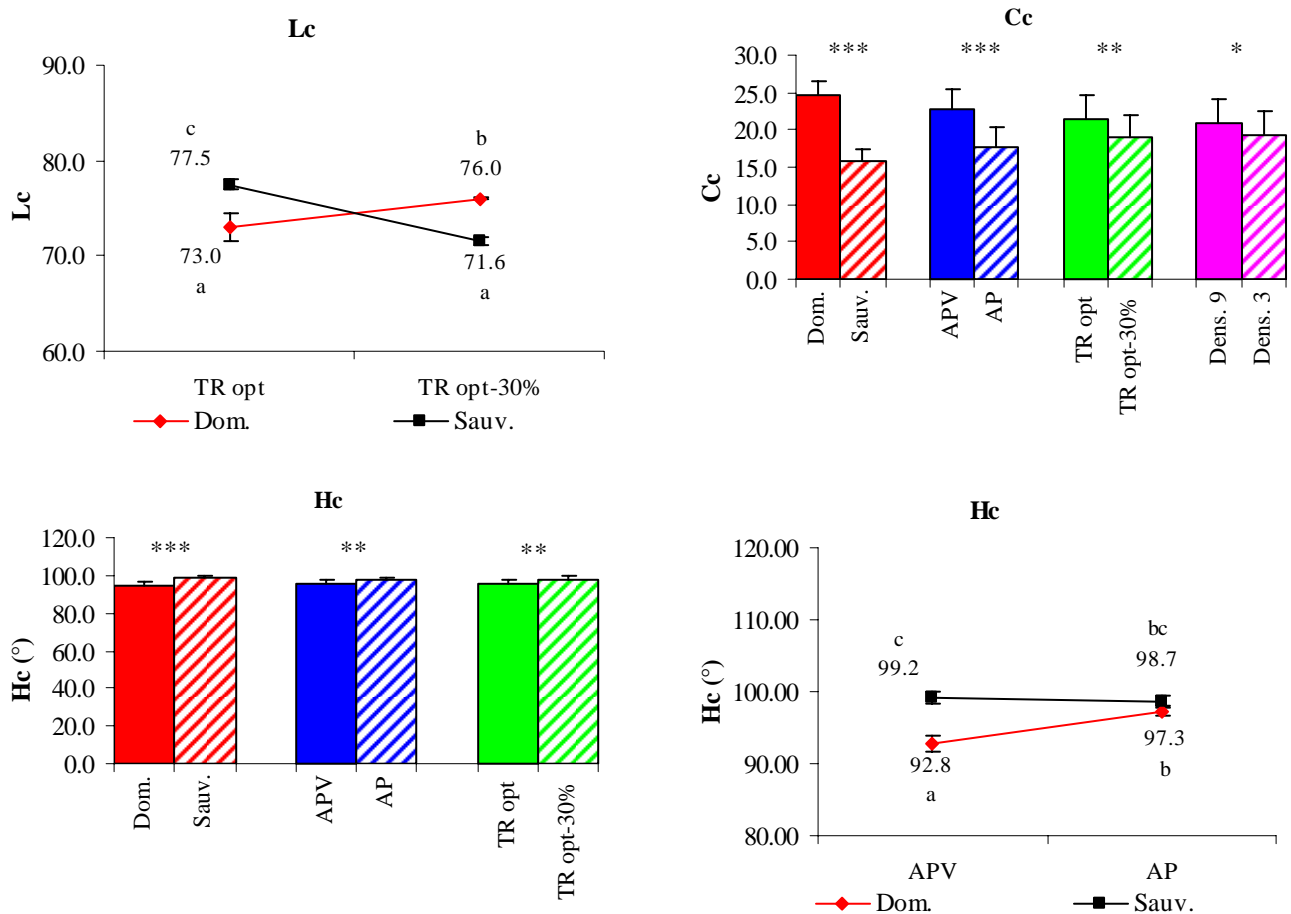 Lc
90.0
80.0
70.0
60.0
Lc
c
77.5
b
76.0
73.0
a
71.6
a
TR opt TR opt-30%
Dom. Sauv.
Cc
30.0
25.0
20.0
15.0
10.0
5.0
0.0
Cc
*** *** ** *
Dom.
Sauv.
APV
AP
TR opt
TR opt-30%
Dens. 9
Dens. 3
Hc
120.0
100.0
80.0
60.0
40.0
20.0
0.0
Hc (°)
*** ** **
Dom.
Sauv.
APV
AP
TR opt
TR opt-30%
Hc
120.00
110.00
100.00
90.00
80.00
Hc (°)
c
99.2
bc
98.7
92.8
a
97.3
b
APV AP
Dom. Sauv.